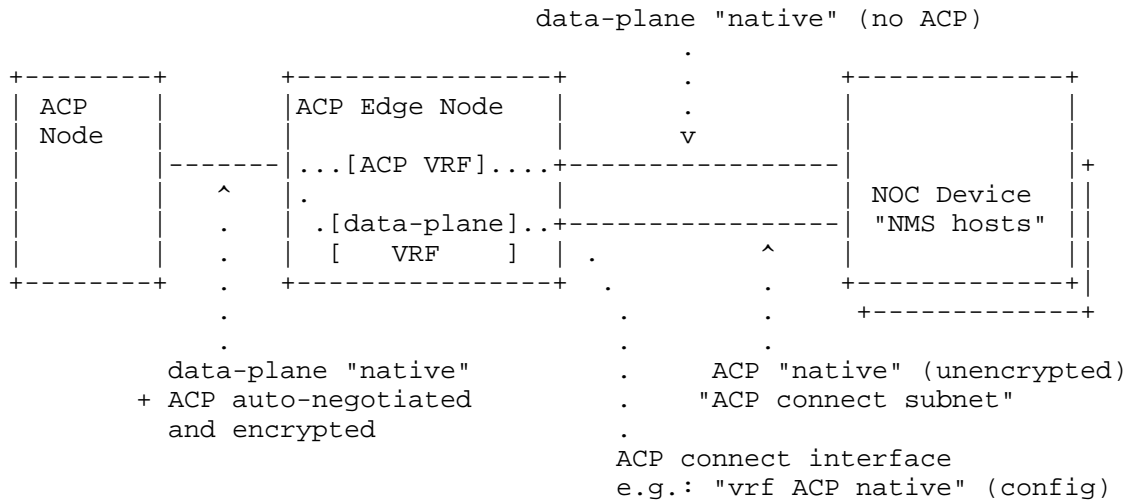 data-plane "native" (no ACP)
.
+--------+       +----------------+        .         +-------------+
| ACP    |       |ACP Edge Node   |        .         |             |
| Node   |       |                |        v         |             |
|        |-------|...[ACP VRF]....+-----------------|             |+
|        |   ^   |.               |                  | NOC Device  ||
|        |   .   | .[data-plane]..+-----------------| "NMS hosts" ||
|        |   .   |  [    VRF    ] | .          ^     |             ||
+--------+   .   +----------------+  .         .     +-------------+|
.                        .        .      +-------------+
.                        .        .
data-plane "native"         .       ACP "native" (unencrypted)
+ ACP auto-negotiated         .    "ACP connect subnet"
and encrypted               .
ACP connect interface
e.g.: "vrf ACP native" (config)